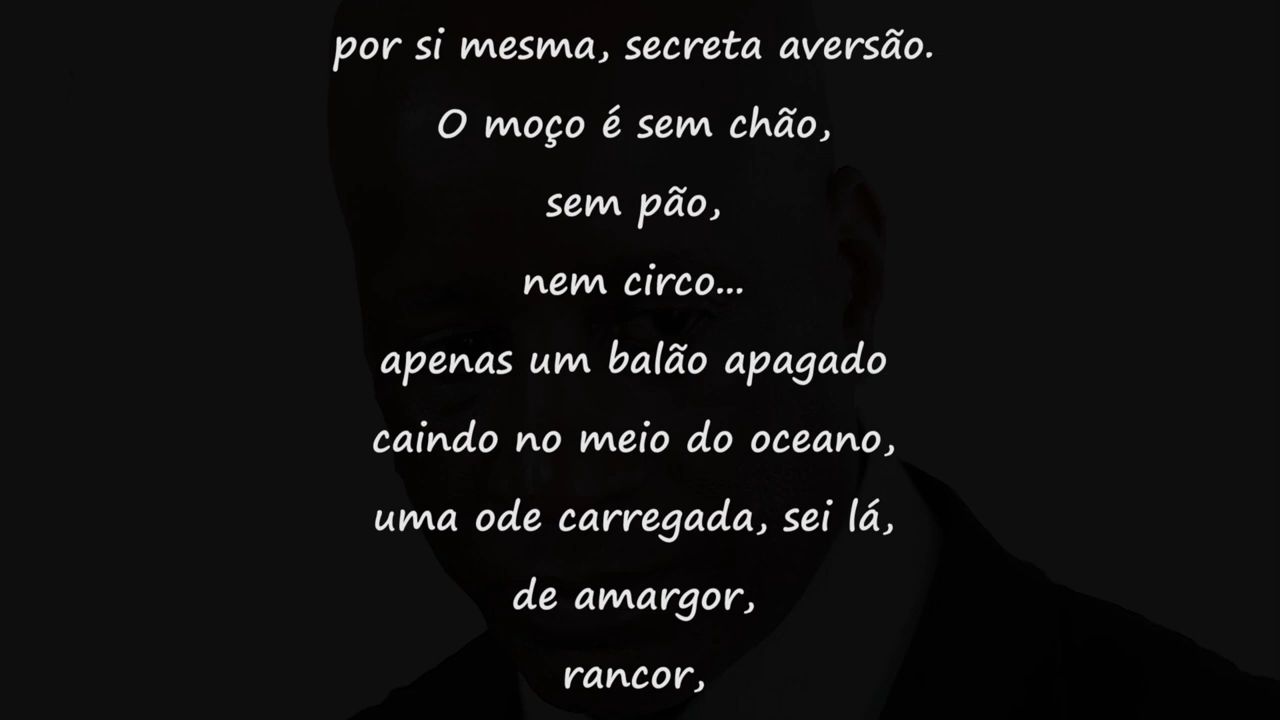 por si mesma, secreta aversão.
O moço é sem chão,
sem pão,
nem circo...
apenas um balão apagado
caindo no meio do oceano,
uma ode carregada, sei lá,
de amargor,
rancor,